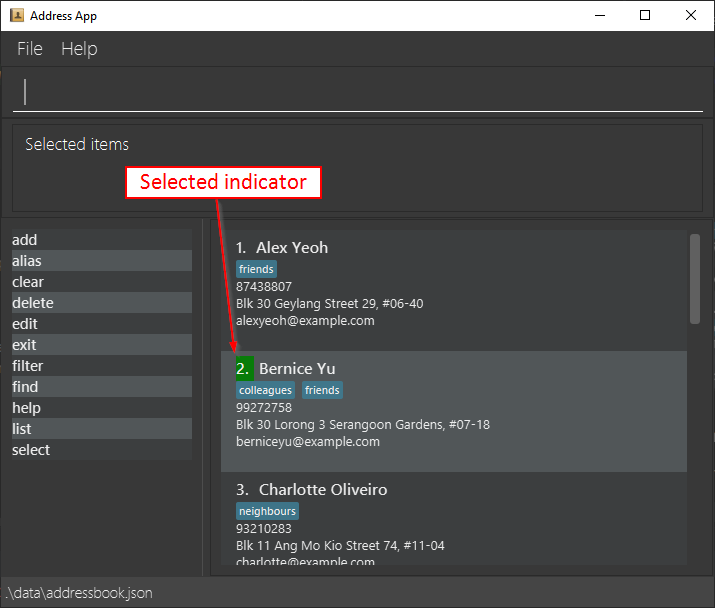 Address App
File Help
Selected items
Selected indicator
add
alias
clear
delete
edit
exit
filter
find
help
list
select
1. Alex Yeoh
friends
87438807
Blk 30 Geylang Street 29, #06-40
alexyeoh@example.com
2. Bernice Yu
colleagues friends
99272758
Blk 30 Lorong 3 Serangoon Gardens, #07-18
berniceyu@example.com
3. Charlotte Oliveiro
neighbours
93210283
Blk 11 Ang Mo Kio Street 74, #11-04
charlotte@example.com
.\data\addressbook.json